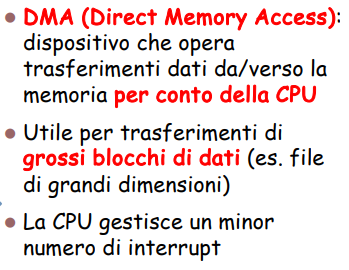 ● DMA (Direct Memory Access):
dispositivo che opera
trasferimenti dati da/verso la
memoria per conto della CPU
● Utile per trasferimenti di
grossi blocchi di dati (es. file
di grandi dimensioni)
● La CPU gestisce un minor
numero di interrupt